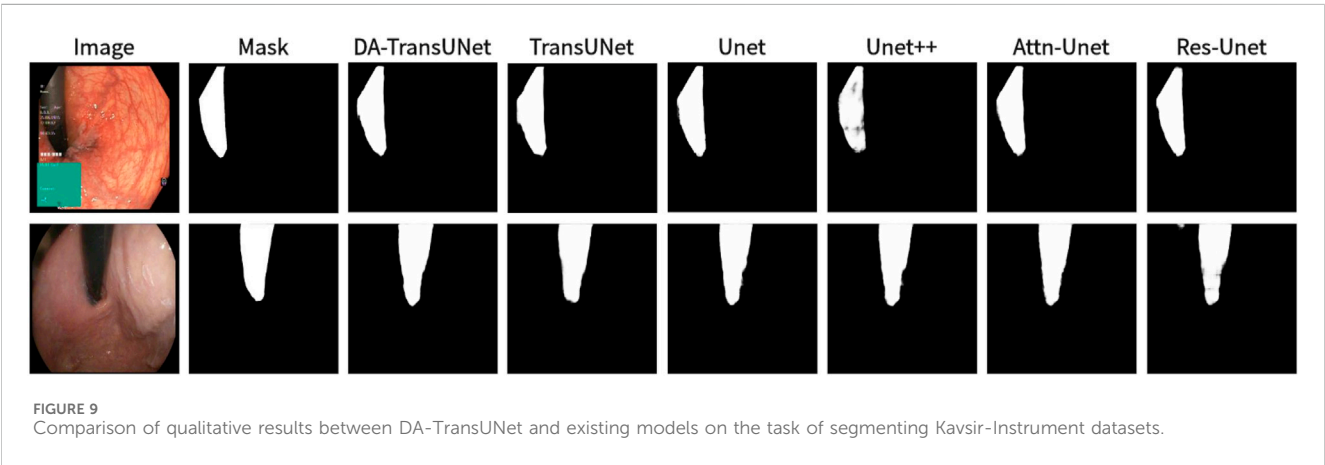 Image Mask DA-TransUNet TransUNet Unet Unet++ Attn-Unet Res-Unet
FIGURE 9
Comparison of qualitative results between DA-TransUNet and existing models on the task of segmenting Kavsir-Instrument datasets.